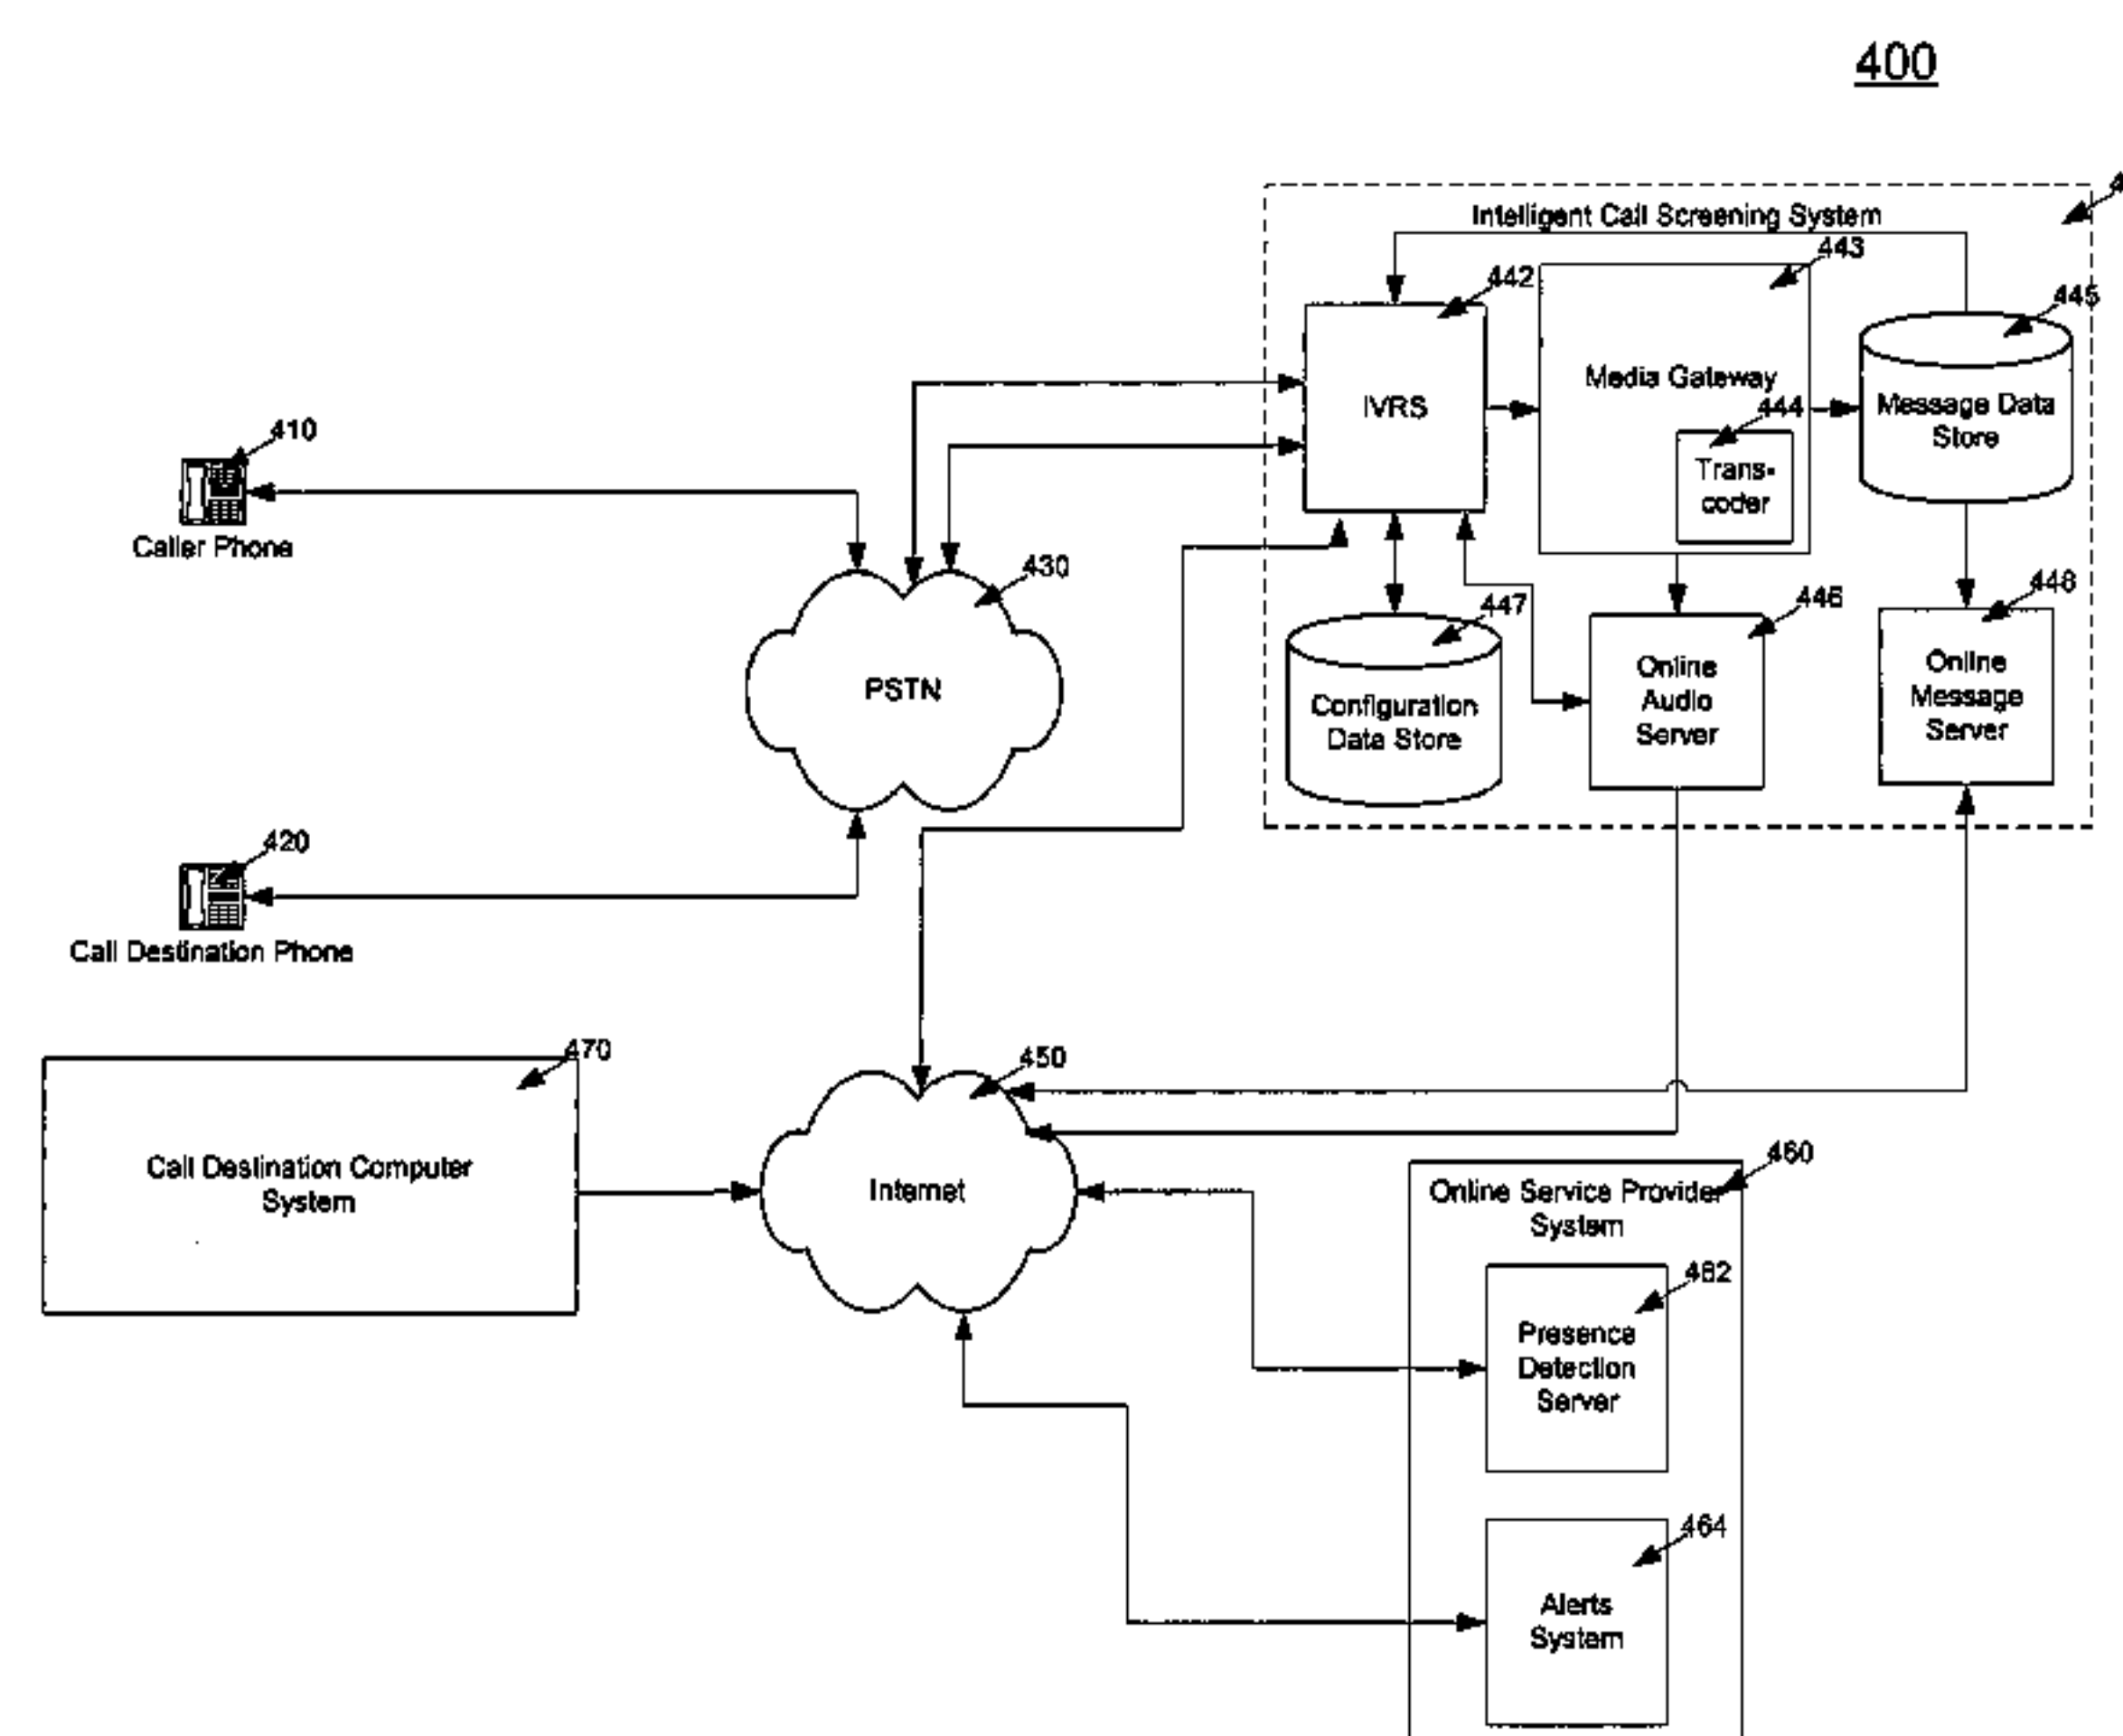 400
4
Intelligent Call Screening System
443
442
445
Media Gateway
IVRS
444
Message Data
Store
Trans-
coder
410
Caller Phone
430
447
446
448
PSTN
Configuration
Data Store
Online
Audio
Server
Online
Message
Server
420
Call Destination Phone
470
450
Call Destination Computer
System
Internet
460
Online Service Provider
System
462
Presence
Detection
Server
464
Alerts
System